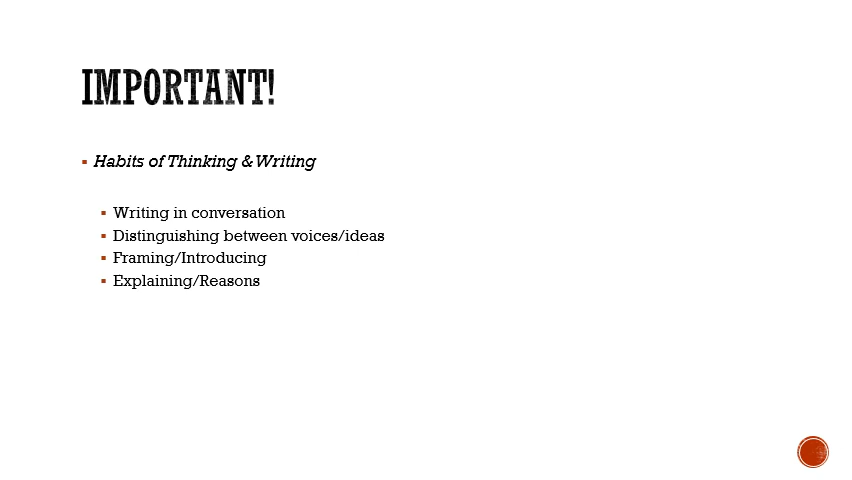 IMPORTANT!
Habits of Thinking & Writing
Writing in conversation
Distinguishing between voices/ideas
Framing/Introducing
Explaining/Reasons